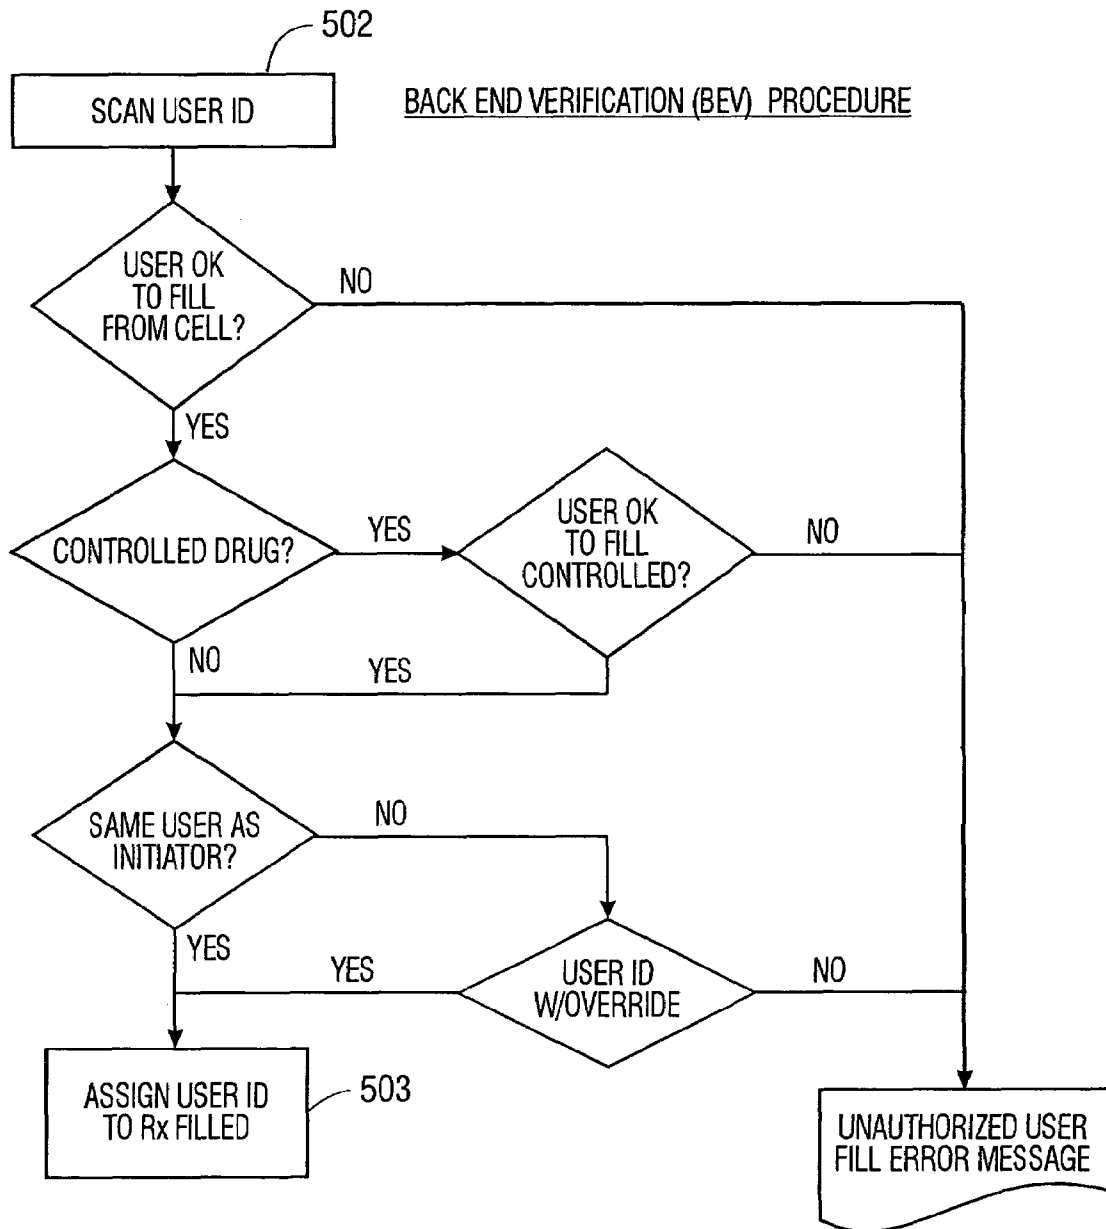 502
SCAN USER ID
BACK END VERIFICATION (BEV) PROCEDURE
USER OK
TO FILL
FROM CELL?
NO
YES
CONTROLLED DRUG?
YES
USER OK
TO FILL
CONTROLLED?
NO
NO
YES
SAME USER AS
INITIATOR?
NO
YES
YES
USER ID
W/OVERRIDE
NO
ASSIGN USER ID
TO Rx FILLED
503
UNAUTHORIZED USER
FILL ERROR MESSAGE